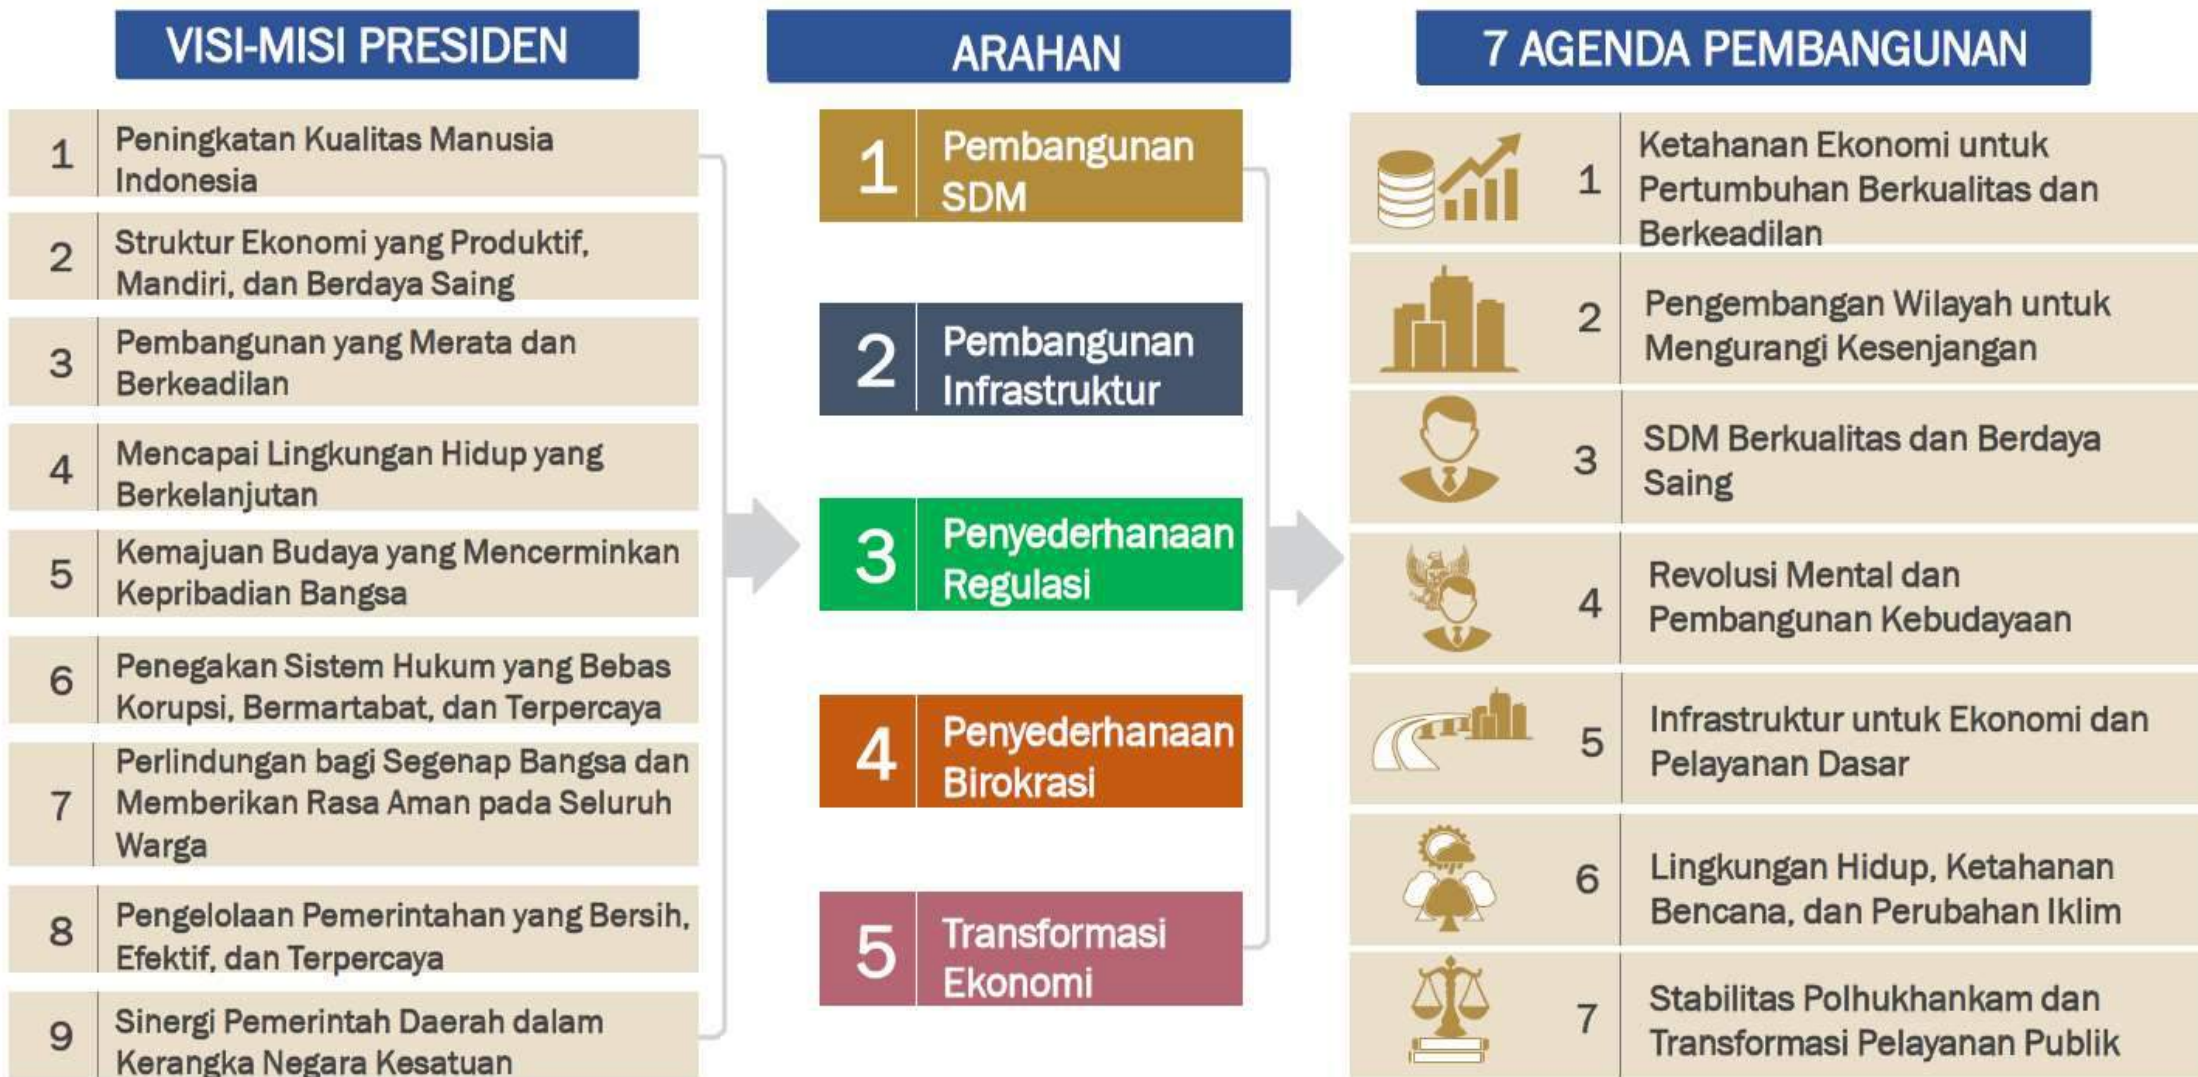 VISI-MISI PRESIDEN
1
Peningkatan Kualitas Manusia
Indonesia
2
Struktur Ekonomi yang Produktif,
Mandiri, dan Berdaya Saing
3
Pembangunan yang Merata dan
Berkeadilan
4
Mencapai Lingkungan Hidup yang
Berkelanjutan
5
Kemajuan Budaya yang Mencerminkan
Kepribadian Bangsa
6
Penegakan Sistem Hukum yang Bebas
Korupsi, Bermartabat, dan Terpercaya
7
Perlindungan bagi Segenap Bangsa dan
Memberikan Rasa Aman pada Seluruh
Warga
8
Pengelolaan Pemerintahan yang Bersih,
Efektif, dan Terpercaya
9
Sinergi Pemerintah Daerah dalam
Kerangka Negara Kesatuan
ARAHAN
1
Pembangunan
SDM
2
Pembangunan
Infrastruktur
3
Penyederhanaan
Regulasi
4
Penyederhanaan
Birokrasi
5
Transformasi
Ekonomi
7 AGENDA PEMBANGUNAN
1
Ketahanan Ekonomi untuk
Pertumbuhan Berkualitas dan
Berkeadilan
2
Pengembangan Wilayah untuk
Mengurangi Kesenjangan
3
SDM Berkualitas dan Berdaya
Saing
4
Revolusi Mental dan
Pembangunan Kebudayaan
5
Infrastruktur untuk Ekonomi dan
Pelayanan Dasar
6
Lingkungan Hidup, Ketahanan
Bencana, dan Perubahan Iklim
7
Stabilitas Polhukhankam dan
Transformasi Pelayanan Publik